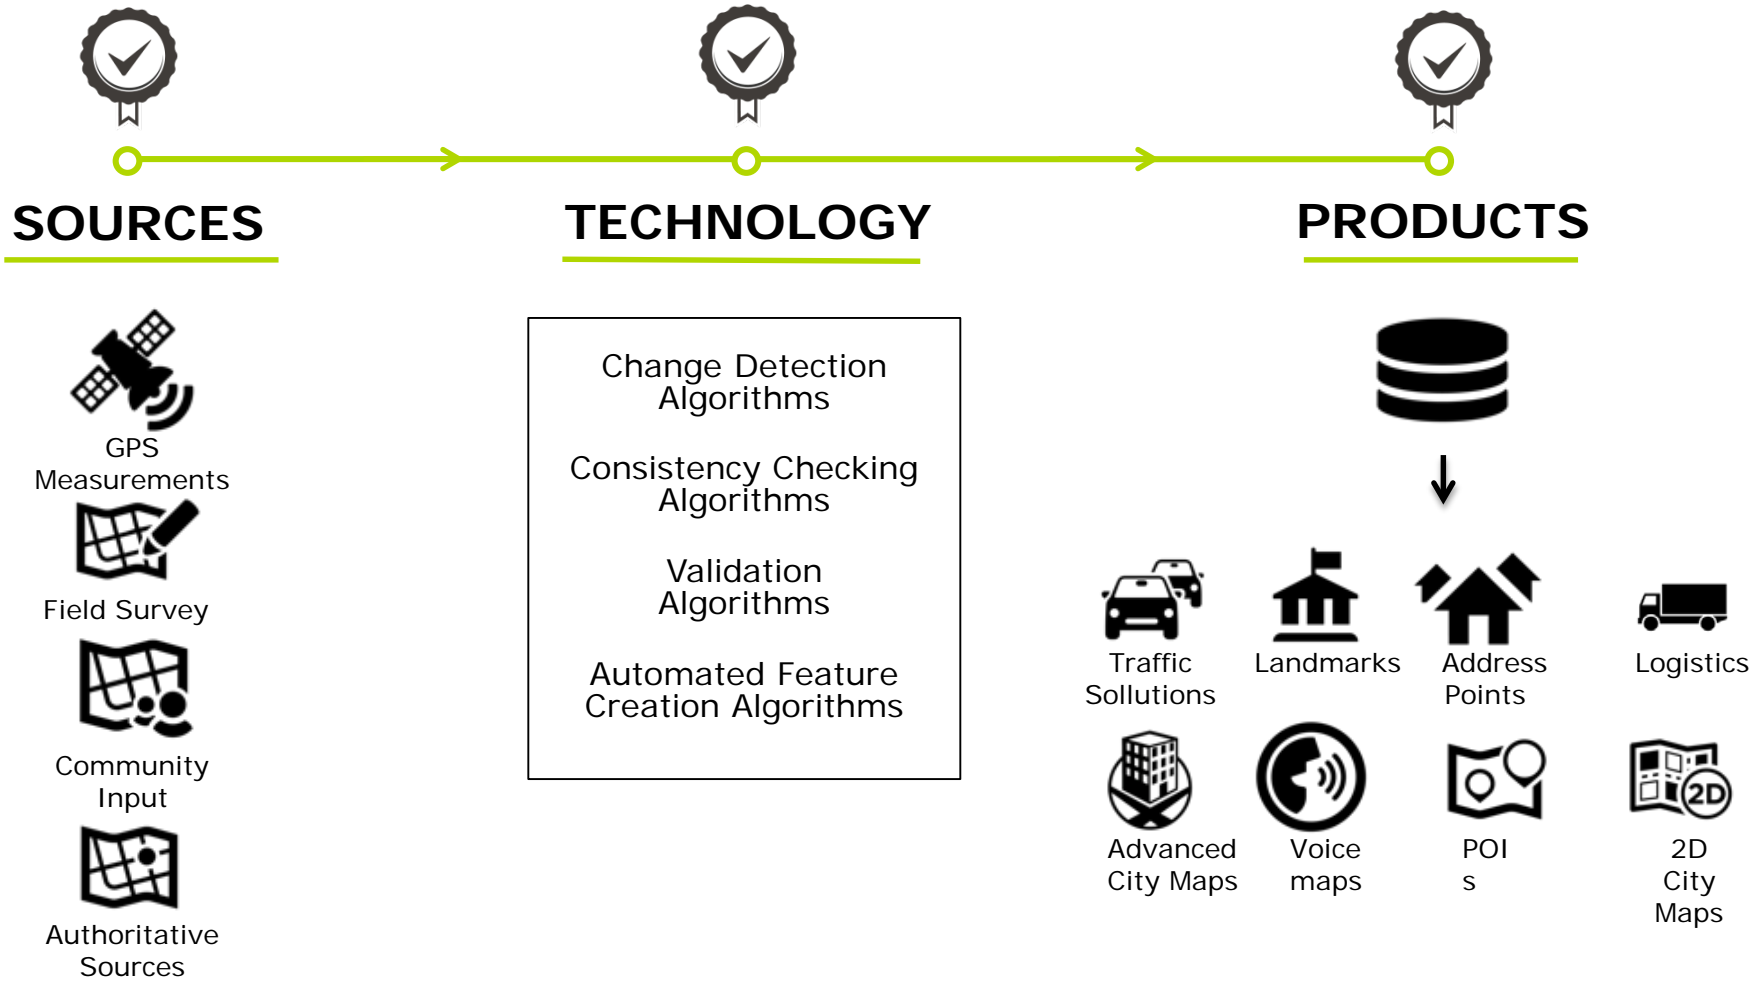 SOURCES
TECHNOLOGY
PRODUCTS
GPS
Measurements
Field Survey
Community
Input
Authoritative
Sources
Change Detection
Algorithms
Consistency Checking
Algorithms
Validation
Algorithms
Automated Feature
Creation Algorithms
Traffic
Sollutions
Landmarks
Address
Points
Logistics
2D
Advanced
City Maps
Voice
maps
POI
s
2D
City
Maps